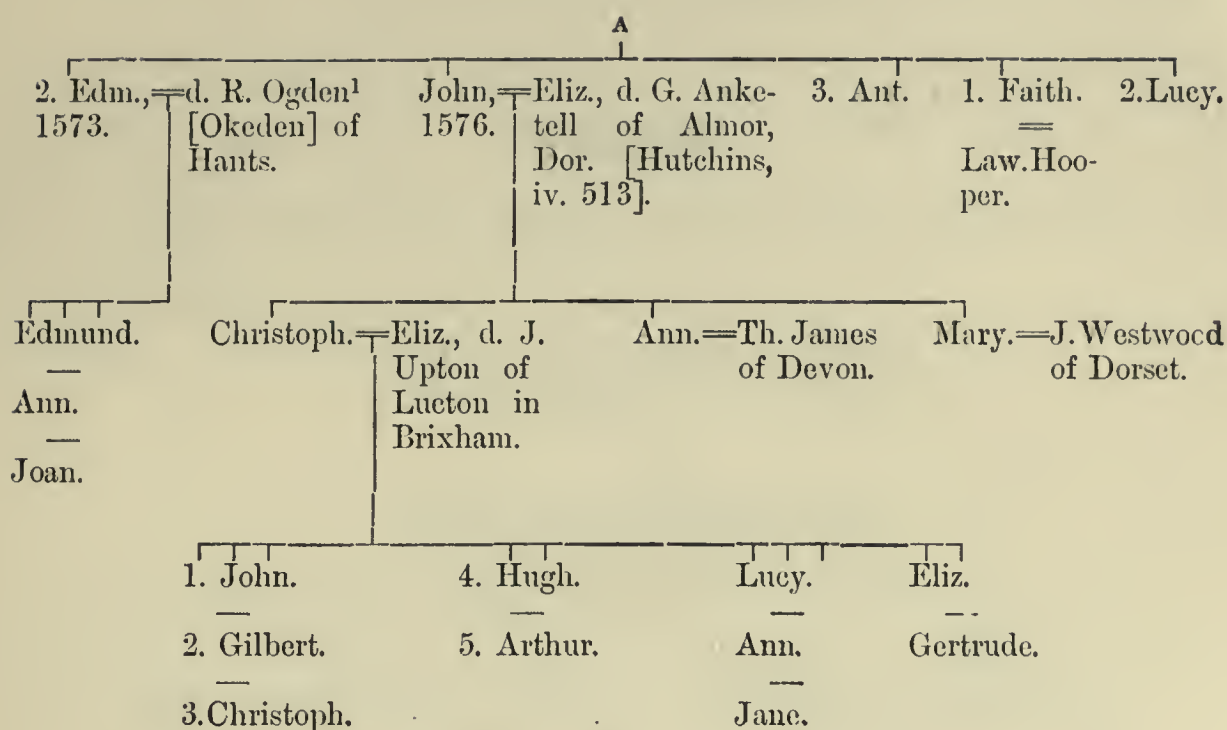 A
2. Edm., d. R. Ogden¹ John, Eliz., d. G. Anke- 3. Ant. 1. Faith. 2. Lucy.
1573. [Okeden] of 1576. tell of Almor, =
Hants. Dor. [Hutchins, Law. Hoo-
iv. 513]. per.
Edmund. Christoph. Eliz., d. J. Ann. = Th. James Mary. = J. Westwood
— Upton of of Devon. of Dorset.
Ann. Lucton in
— Brixham.
Joan.
1. John. 4. Hugh. Lucy. Eliz.
— — — —
2. Gilbert. 5. Arthur. Ann. Gertrude.
— —
3. Christoph. Jane.